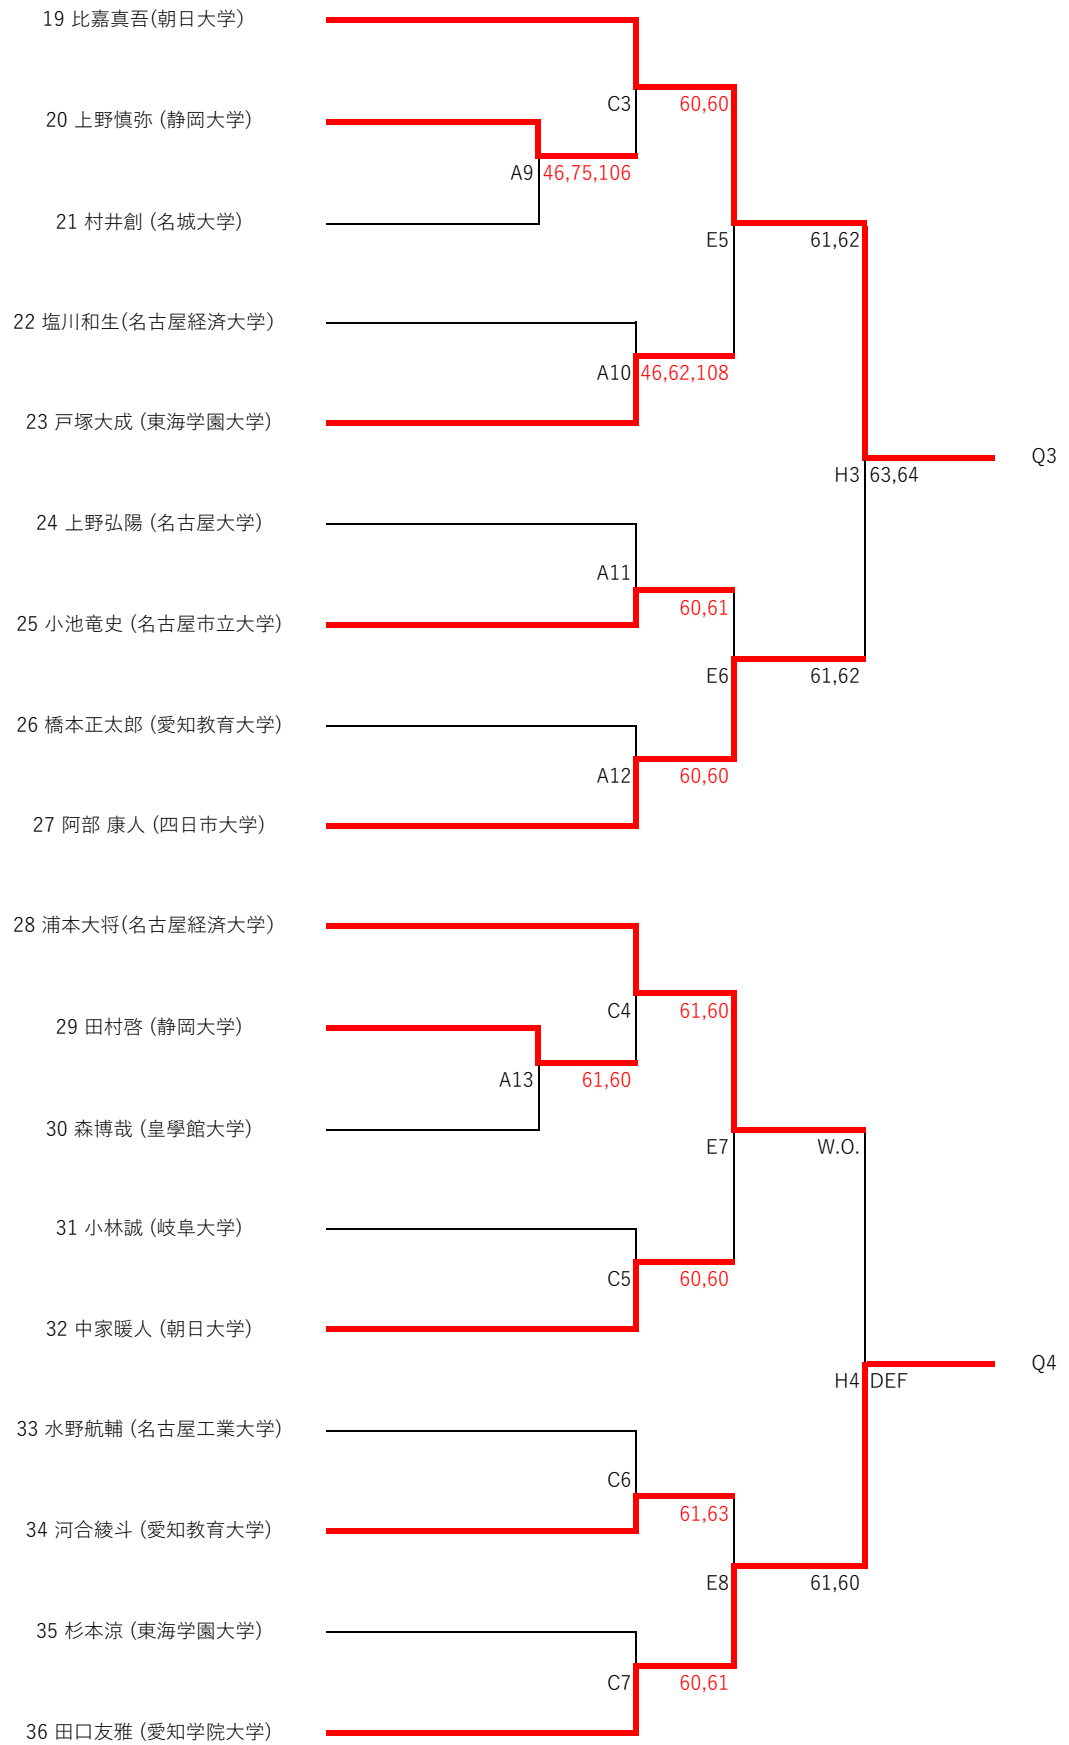 19 比嘉真吾(朝日大学)
C3
60,60
20 上野慎弥 (静岡大学)
A9
46,75,106
21 村井創 (名城大学)
E5
61,62
22 塩川和生(名古屋経済大学)
A10
46,62,108
23 戸塚大成 (東海学園大学)
H3
63,64
Q3
24 上野弘陽 (名古屋大学)
A11
60,61
25 小池竜史 (名古屋市立大学)
E6
61,62
26 橋本正太郎 (愛知教育大学)
A12
60,60
27 阿部 康人 (四日市大学)
28 浦本大将(名古屋経済大学)
C4
61,60
29 田村啓 (静岡大学)
A13
61,60
30 森博哉 (皇學館大学)
E7
W.O.
31 小林誠 (岐阜大学)
C5
60,60
32 中家暖人 (朝日大学)
H4
DEF
Q4
33 水野航輔 (名古屋工業大学)
C6
61,63
34 河合綾斗 (愛知教育大学)
E8
61,60
35 杉本涼 (東海学園大学)
C7
60,61
36 田口友雅 (愛知学院大学)